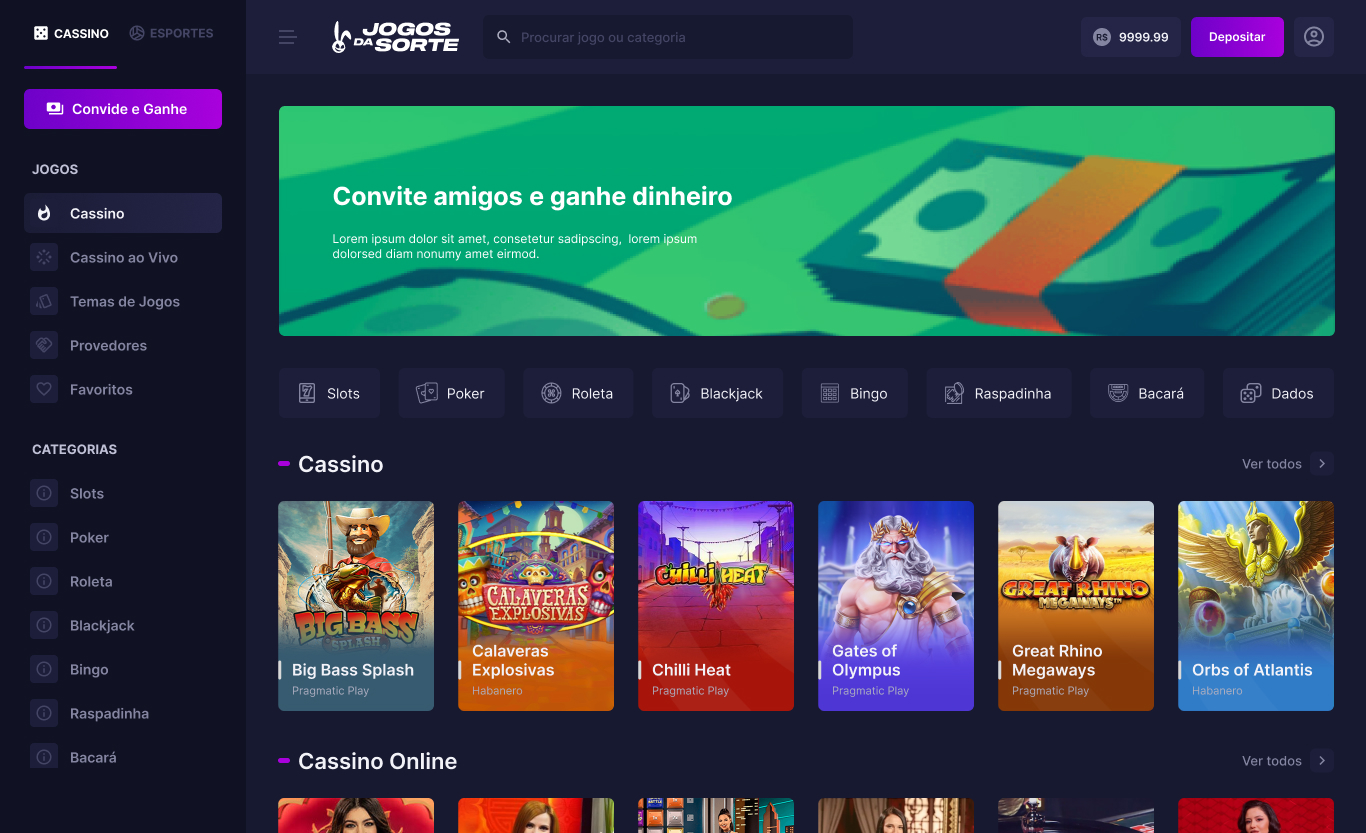 CASSINO
ESPORTES
JOGOS
DA SORTE
Procurar jogo ou categoria
R$ 9999.99
Depositar
Convide e Ganhe
JOGOS
Cassino
Cassino ao Vivo
Temas de Jogos
Provedores
Favoritos
CATEGORIAS
Slots
Poker
Roleta
Blackjack
Bingo
Raspadinha
Bacará
Convite amigos e ganhe dinheiro
Lorem ipsum dolor sit amet, consetetur sadipscing, lorem ipsum
dolorsed diam nonumy amet eirmod.
Slots
Poker
Roleta
Blackjack
Bingo
Raspadinha
Bacará
Dados
Cassino
Ver todos
BIG BASS
SPLASH
Big Bass Splash
Pragmatic Play
CALAVERAS
EXPLOSIVAS
Calaveras
Explosivas
Habanero
CHILLI HEAT
Chilli Heat
Pragmatic Play
Gates of
Olympus
Pragmatic Play
GREAT RHINO
MEGAWAYS™
Great Rhino
Megaways
Pragmatic Play
Orbs of Atlantis
Habanero
Cassino Online
Ver todos